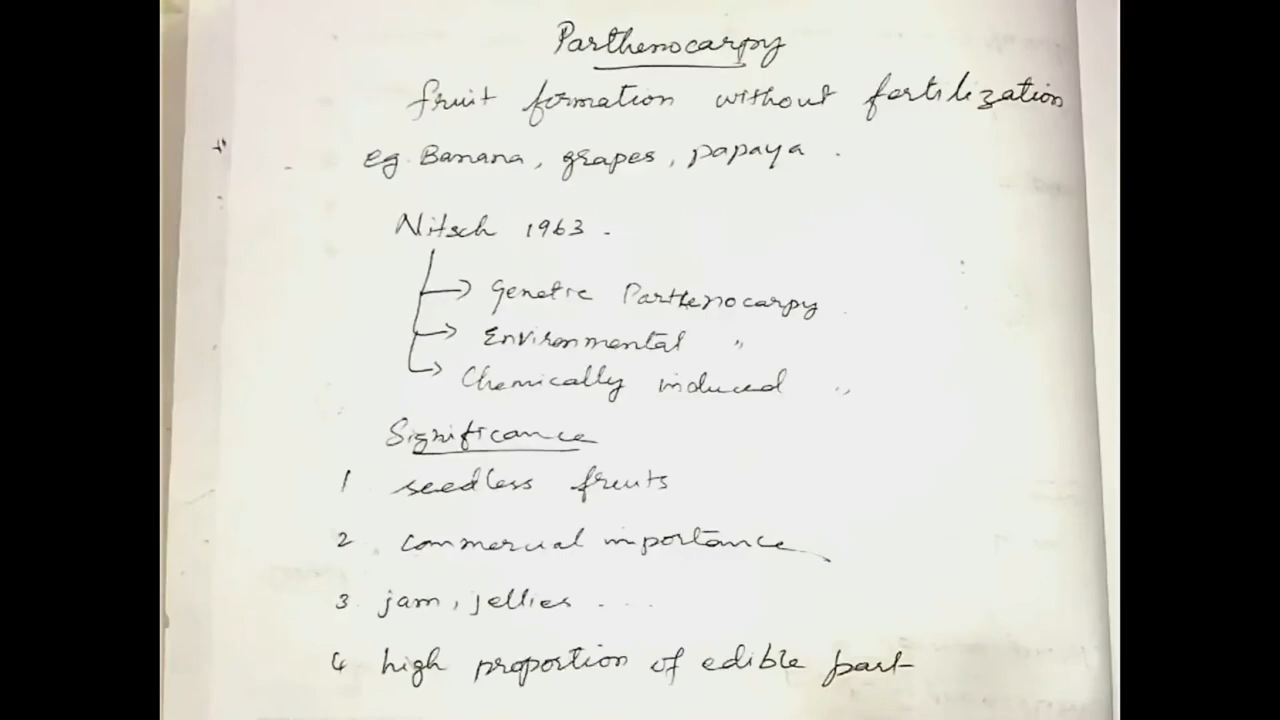 Parthenocarpy
fruit formation without fertilization
eg. Banana, grapes, papaya.
Nitsch 1963.
→ Genetic Parthenocarpy
→ Environmental "
→ Chemically induced "
Significance
1 seedless fruits
2 commercial importance
3 jam, jellies ...
4 high proportion of edible part